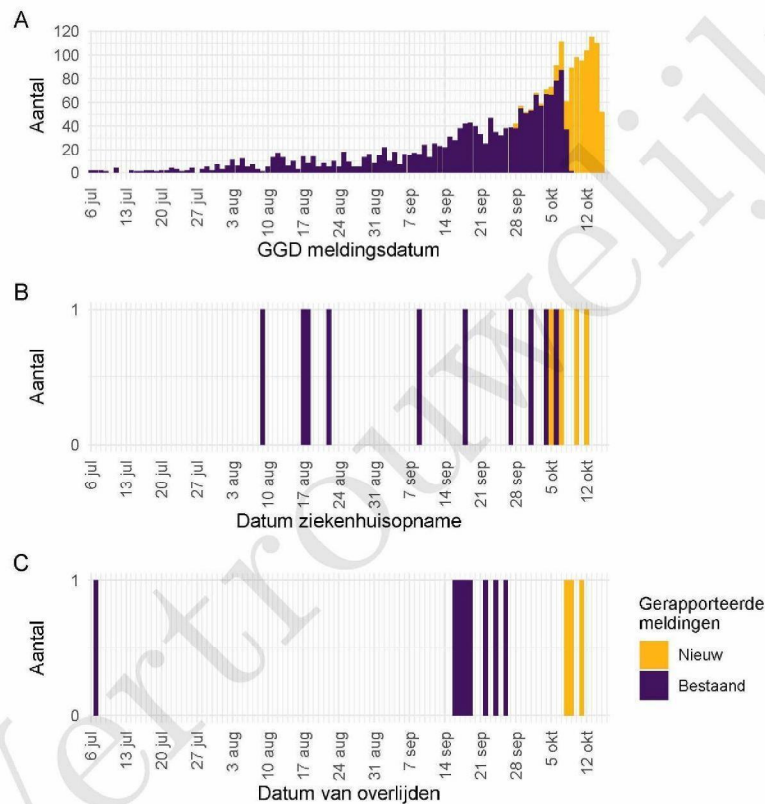 A
120
100
80
60
40
20
0
Aantal
6 jul
13 jul
20 jul
27 jul
3 aug
10 aug
17 aug
24 aug
31 aug
7 sep
14 sep
21 sep
28 sep
5 okt
12 okt
GGD meldingsdatum
B
1
0
Aantal
6 jul
13 jul
20 jul
27 jul
3 aug
10 aug
17 aug
24 aug
31 aug
7 sep
14 sep
21 sep
28 sep
5 okt
12 okt
Datum ziekenhuisopname
C
1
0
Aantal
6 jul
13 jul
20 jul
27 jul
3 aug
10 aug
17 aug
24 aug
31 aug
7 sep
14 sep
21 sep
28 sep
5 okt
12 okt
Datum van overlijden
Gerapporteerde
meldingen
Nieuw
Bestaand
Vertrouwelijk